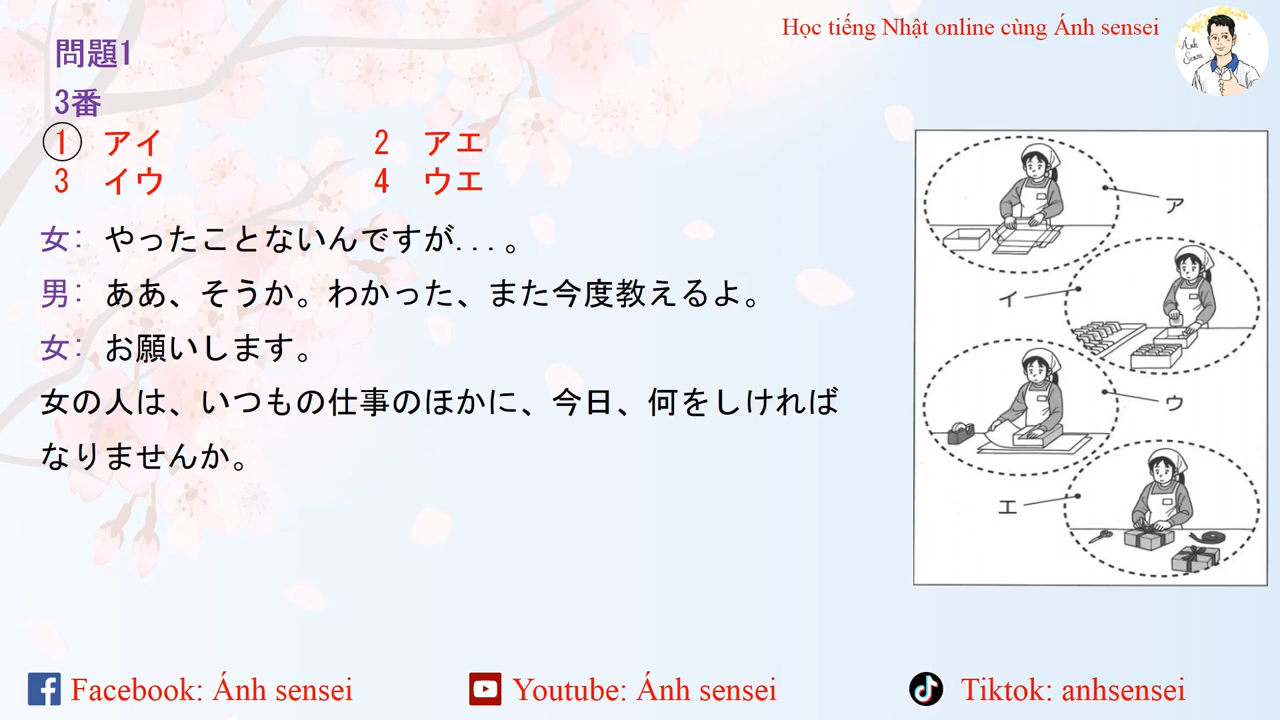 Học tiếng Nhật online cùng Ánh sensei
Ánh
Sensei
問題1
3番
1 アイ 2 アエ
3 イウ 4 ウエ
女: やったことないんですが...。
男: ああ、そうか。わかった、また今度教えるよ。
女: お願いします。
女の人は、いつもの仕事のほかに、今日、何をしければ
なりませんか。
ア
イ
ウ
エ
Facebook: Ánh sensei Youtube: Ánh sensei Tiktok: anhsensei